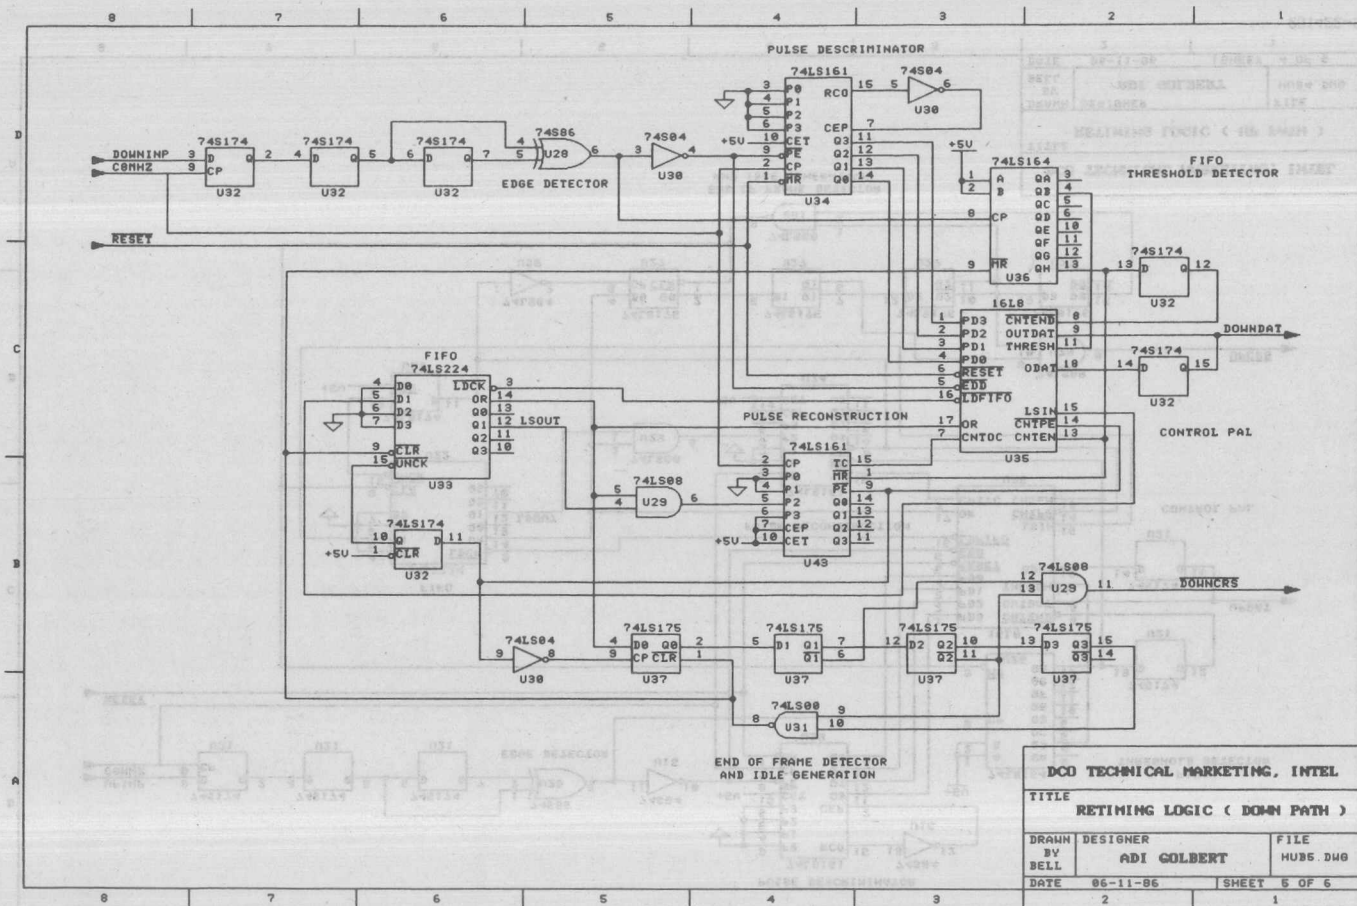 8 7 6 5 4 3 2 1
PULSE DESCRIMINATOR
74LS161
74S04
3 P0 RCO 15 5 6
U30
4 P1
5 P2
6 P3 CEP 7
+5V 10 CET Q3 11
9 PE Q2 12
2 CP Q1 13
1 MR Q0 14
U34
D
DOWNINP
C8MHZ
74S174
3 D Q 2
9 CP
U32
74S174
4 D Q 5
U32
74S174
6 D Q 7
U32
74S86
4
5 U28 6
EDGE DETECTOR
74S04
3 4
U30
RESET
+5V
74LS164
FIFO
THRESHOLD DETECTOR
1 A QA 3
2 B QB 4
QC 5
8 CP QD 6
QE 10
QF 11
QG 12
9 MR QH 13
U36
74S174
13 D Q 12
U32
C
16L8
1 PD3 CNTEND 8
2 PD2 OUTDAT 9
3 PD1 THRESH 11
4 PD0 ODAT 18
6 RESET
5 EDD
16 LDFIFO
LSIN 15
17 OR CNTPE 14
7 CNTOC CNTEN 13
U35
DOWNDAT
74S174
14 D Q 15
U32
CONTROL PAL
FIFO
74LS224
4 D0 LDCK 3
5 D1 OR 14
6 D2 Q0 13
7 D3 Q1 12 LSOUT
Q2 11
9 CLR Q3 10
15 UNCK
U33
PULSE RECONSTRUCTION
74LS161
2 CP TC 15
3 P0 MR 1
4 P1 PE 9
5 P2 Q0 14
6 P3 Q1 13
7 CEP Q2 12
+5V 10 CET Q3 11
U43
74LS08
5
4 U29 6
74LS174
10 Q D 11
+5V 1 CLR
U32
B
74LS08
12
13 U29 11
DOWNCRS
74LS04
9 8
U30
74LS175
4 D0 Q0 2
9 CP CLR 1
U37
74LS175
5 D1 Q1 7
Q1 6
U37
74LS175
12 D2 Q2 10
Q2 11
U37
74LS175
13 D3 Q3 15
Q3 14
U37
74LS00
8 U31 9
10
END OF FRAME DETECTOR
AND IDLE GENERATION
A
DCO TECHNICAL MARKETING, INTEL
TITLE
RETIMING LOGIC ( DOWN PATH )
DRAWN BY BELL
DESIGNER
ADI GOLBERT
FILE
HUB5.DWG
DATE 06-11-86 SHEET 5 OF 6
8 7 6 5 4 3 2 1